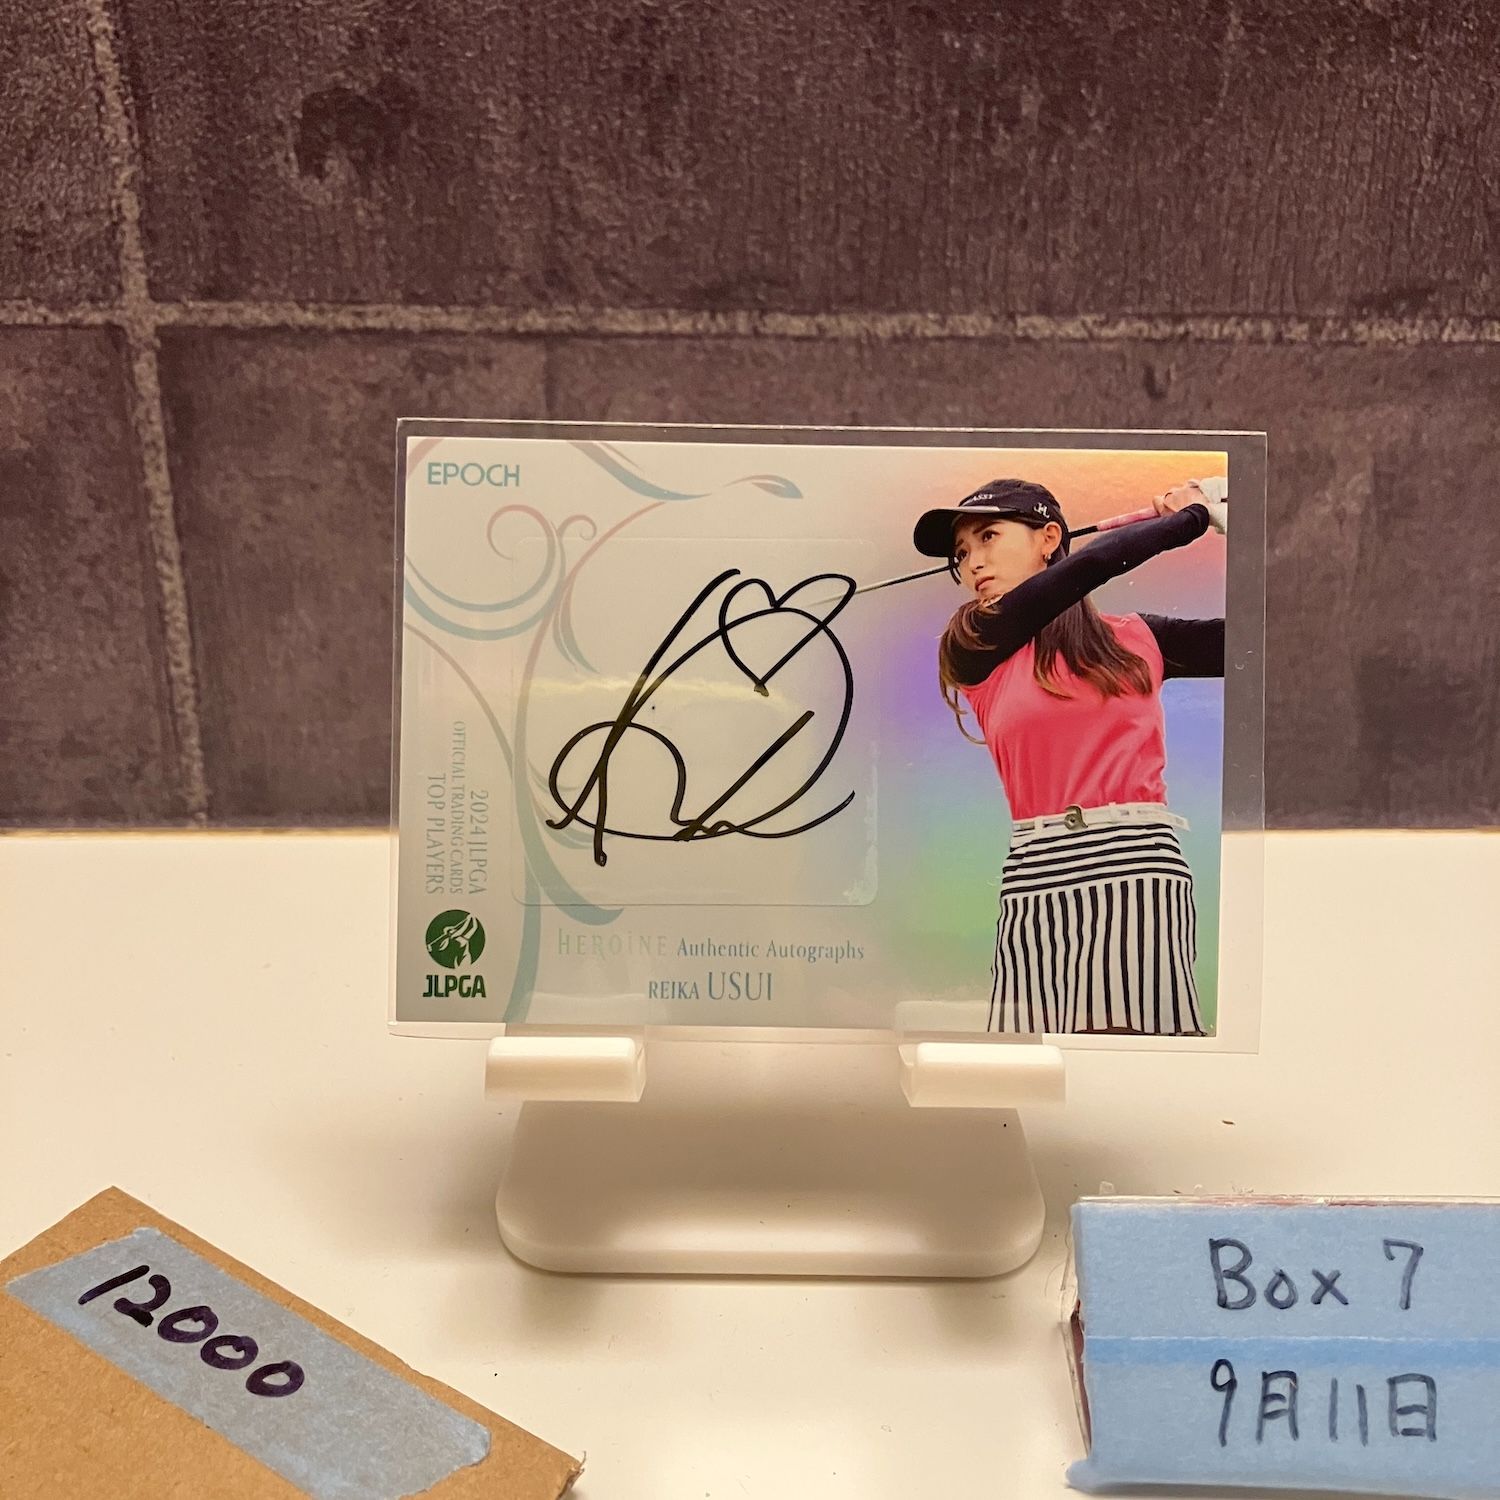 EPOCH
2024 JLPGA
OFFICIAL TRADING CARDS
TOP PLAYERS
JLPGA
HEROINE Authentic Autographs
REIKA USUI
12000
Box 7
9月11日